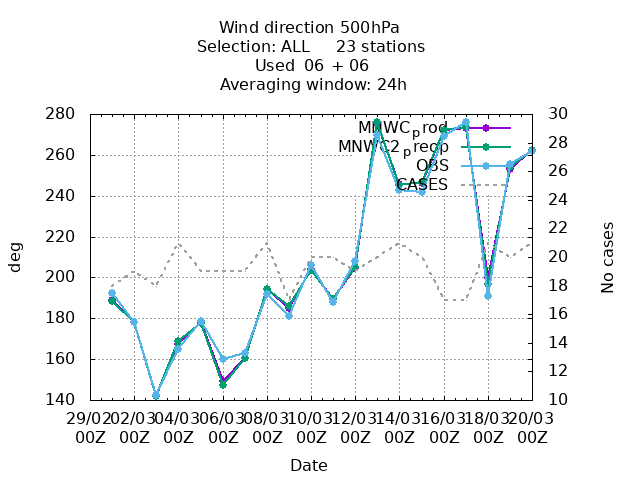 Wind direction 500hPa
Selection: ALL 23 stations
Used 06 + 06
Averaging window: 24h
280
260
240
220
200
180
160
140
30
28
26
24
22
20
18
16
14
12
10
deg
No cases
MNWC_prod
MNWC2_preop
OBS
CASES
29/02 02/03 04/03 06/03 08/03 10/03 12/03 14/03 16/03 18/03 20/03
00Z 00Z 00Z 00Z 00Z 00Z 00Z 00Z 00Z 00Z 00Z
Date